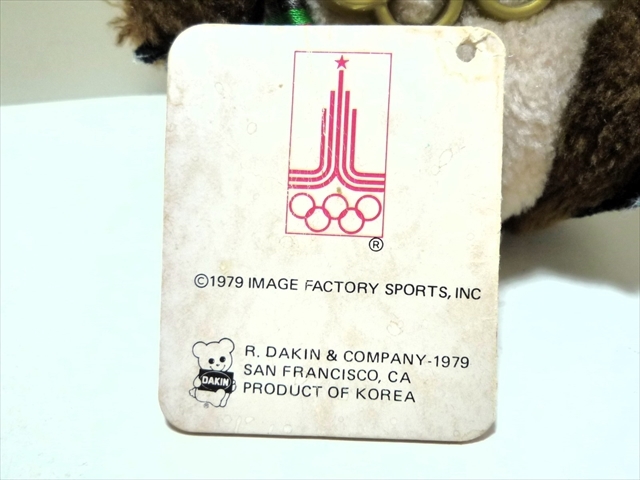 ®
©1979 IMAGE FACTORY SPORTS, INC
R. DAKIN & COMPANY-1979
SAN FRANCISCO, CA
PRODUCT OF KOREA
DAKIN